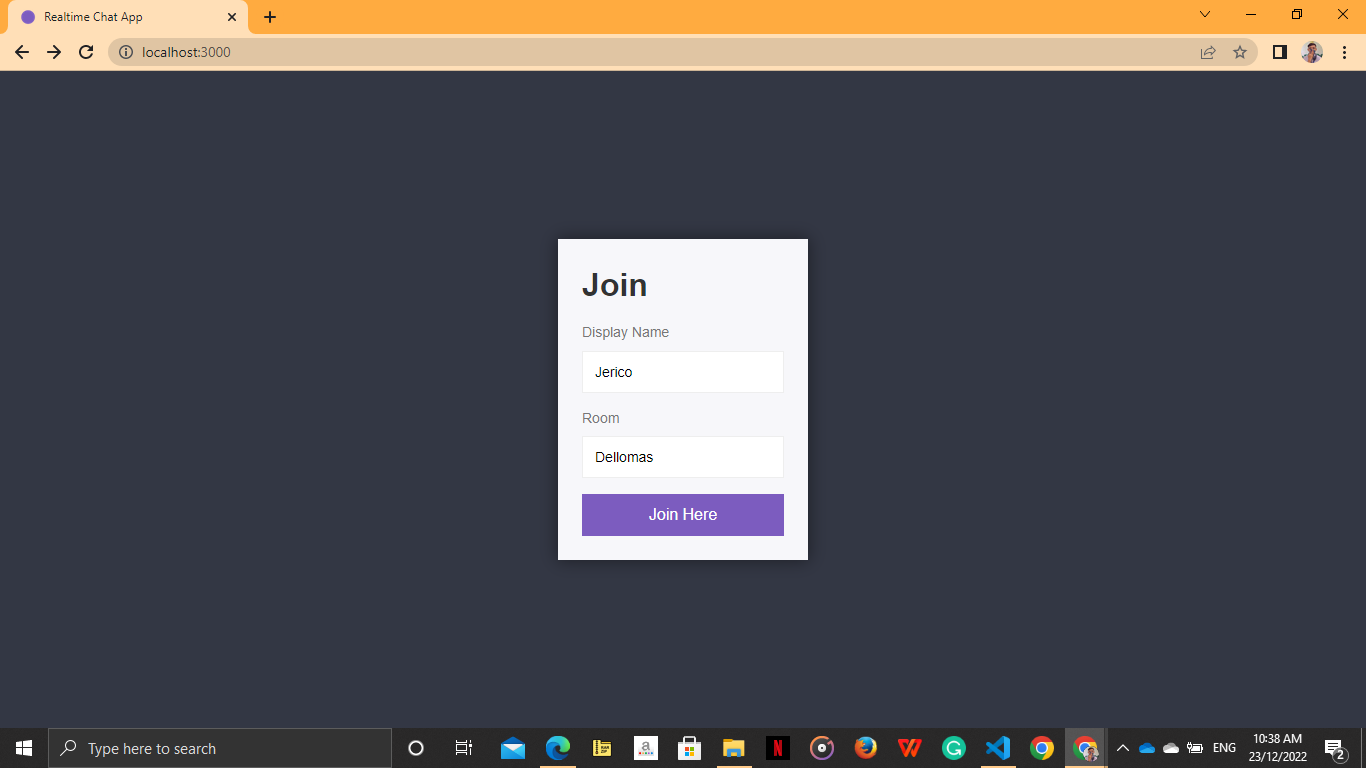 Realtime Chat App
localhost:3000
Join
Display Name
Jerico
Room
Dellomas
Join Here
Type here to search
ENG
10:38 AM
23/12/2022
2